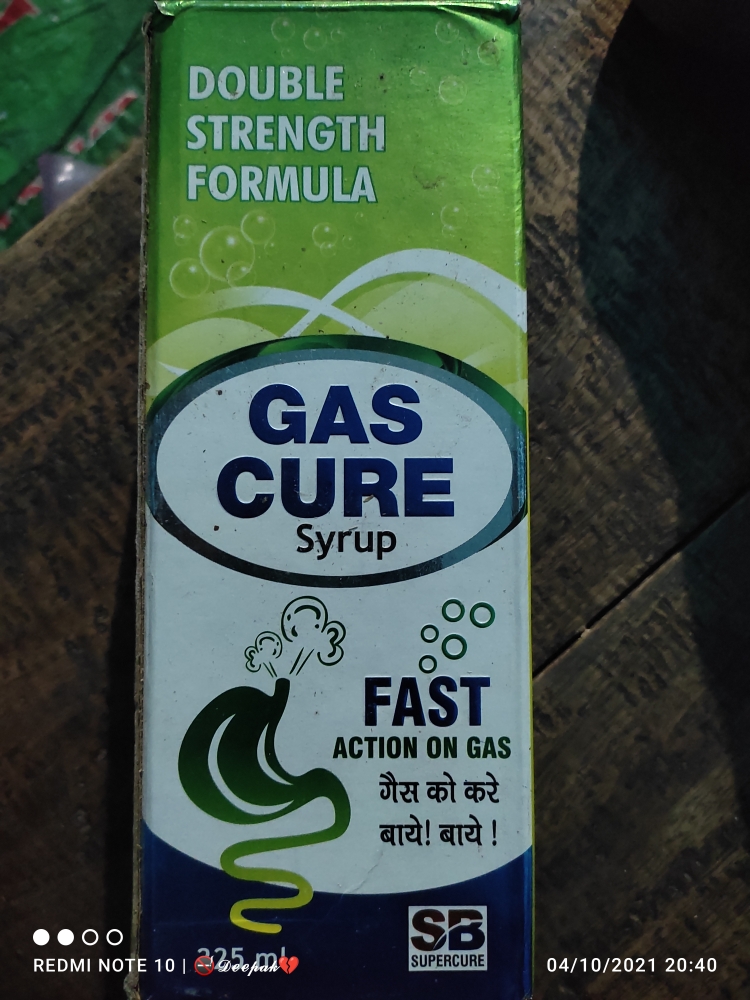 DOUBLE
STRENGTH
FORMULA
GAS
CURE
Syrup
FAST
ACTION ON GAS
गैस को करे
बाये! बाये !
SB
SUPERCURE
225 ml
REDMI NOTE 10 | 🚫Deepak💔
04/10/2021 20:40